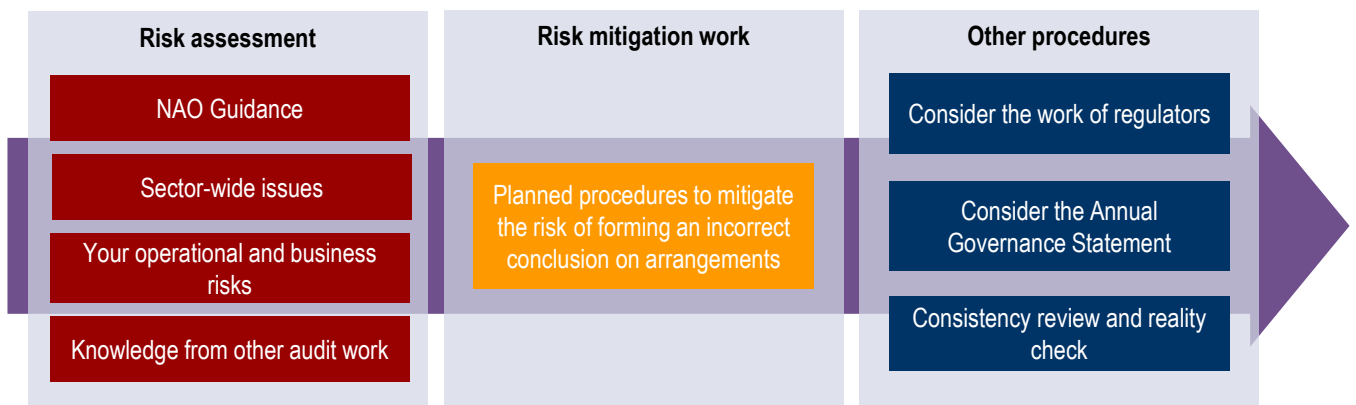 Risk assessment
NAO Guidance
Sector-wide issues
Your operational and business
risks
Knowledge from other audit work
Risk mitigation work
Planned procedures to mitigate
the risk of forming an incorrect
conclusion on arrangements
Other procedures
Consider the work of regulators
Consider the Annual
Governance Statement
Consistency review and reality
check